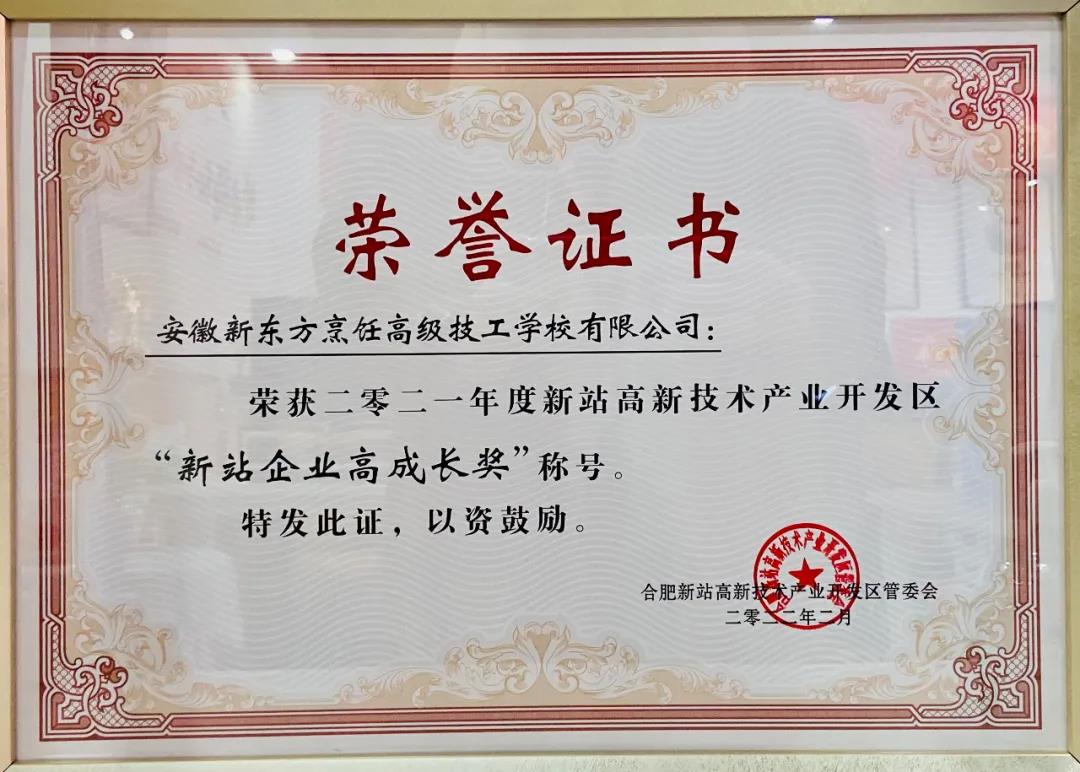 荣誉证书
安徽新东方烹饪高级技工学校有限公司：
荣获二零二一年度新站高新技术产业开发区
“新站企业高成长奖”称号。
特发此证，以资鼓励。
合肥新站高新技术产业开发区管委会
二零二二年二月